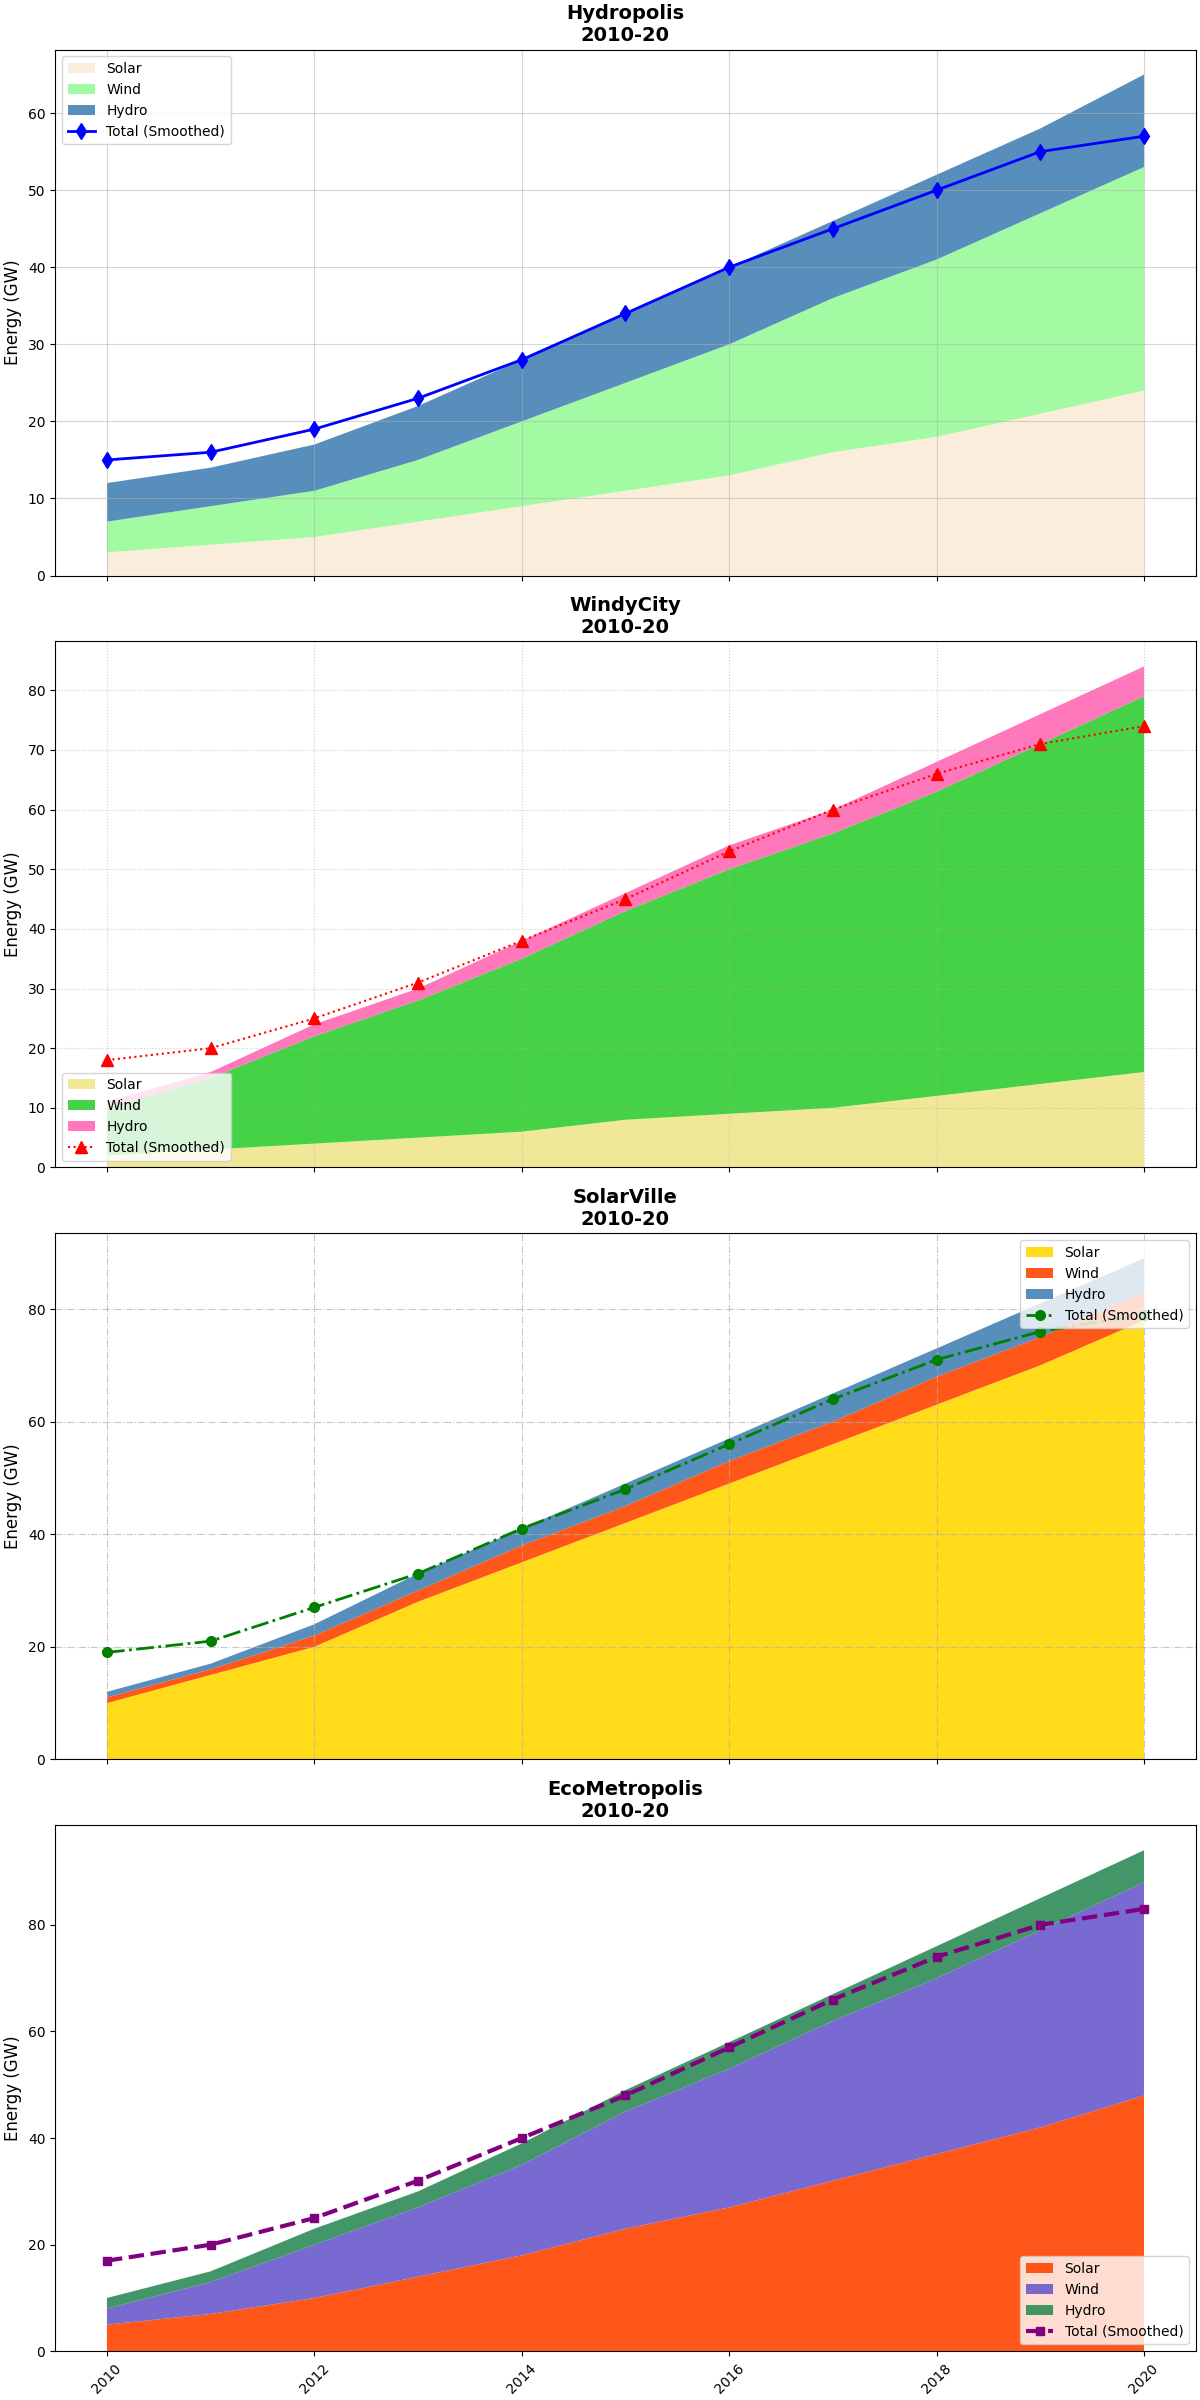 Hydropolis
2010-20
Energy (GW)
60
50
40
30
20
10
0
Solar
Wind
Hydro
Total (Smoothed)
WindyCity
2010-20
Energy (GW)
80
70
60
50
40
30
20
10
0
Solar
Wind
Hydro
Total (Smoothed)
SolarVille
2010-20
Energy (GW)
80
60
40
20
0
Solar
Wind
Hydro
Total (Smoothed)
EcoMetropolis
2010-20
Energy (GW)
80
60
40
20
0
Solar
Wind
Hydro
Total (Smoothed)
2010
2012
2014
2016
2018
2020